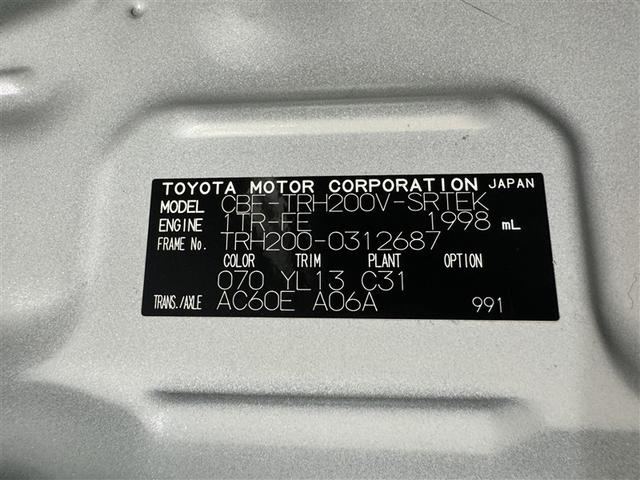 TOYOTA MOTOR CORPORATION JAPAN
MODEL CBF-TRH200V-SRTEK
ENGINE 1TR-FE 1998 mL
FRAME No. TRH200-0312687
COLOR TRIM PLANT OPTION
070 YL13 C31
TRANS./AXLE AC60E A06A 991